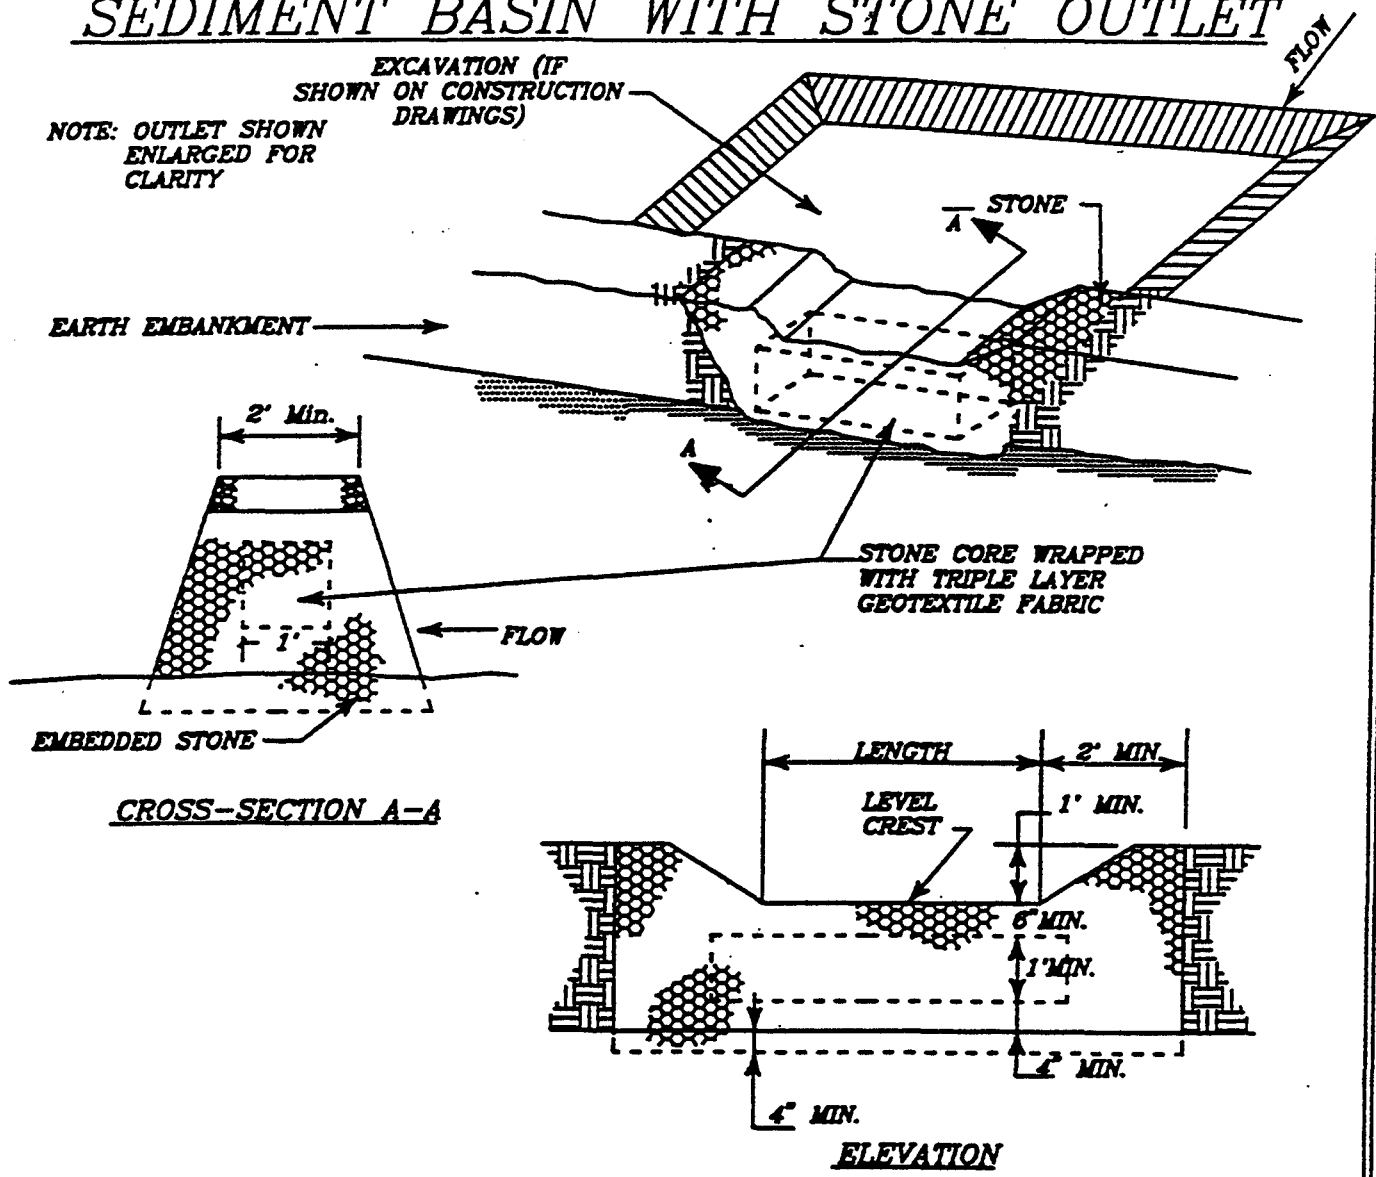 SEDIMENT BASIN WITH STONE OUTLET
FLOW
EXCAVATION (IF
SHOWN ON CONSTRUCTION
DRAWINGS)
NOTE: OUTLET SHOWN
ENLARGED FOR
CLARITY
A
STONE
EARTH EMBANKMENT
2' Min.
A
STONE CORE WRAPPED
WITH TRIPLE LAYER
GEOTEXTILE FABRIC
1'
FLOW
EMBEDDED STONE
CROSS-SECTION A-A
LENGTH
2' MIN.
LEVEL
CREST
1' MIN.
6" MIN.
1' MIN.
4" MIN.
4" MIN.
ELEVATION